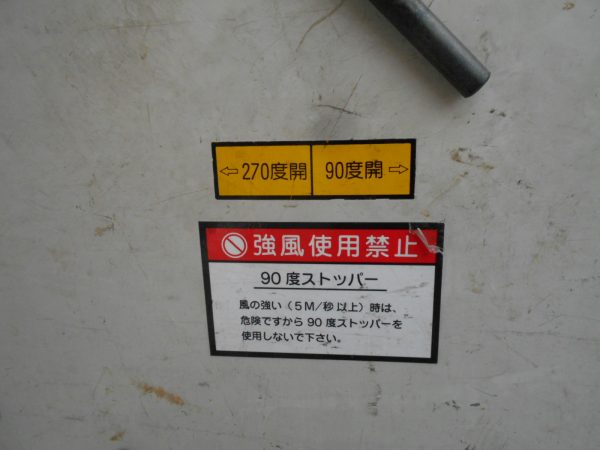 ⇦ 270度開 90度開 ⇨
強風使用禁止
90度ストッパー
風の強い(5M/秒以上)時は、
危険ですから90度ストッパーを
使用しないで下さい。